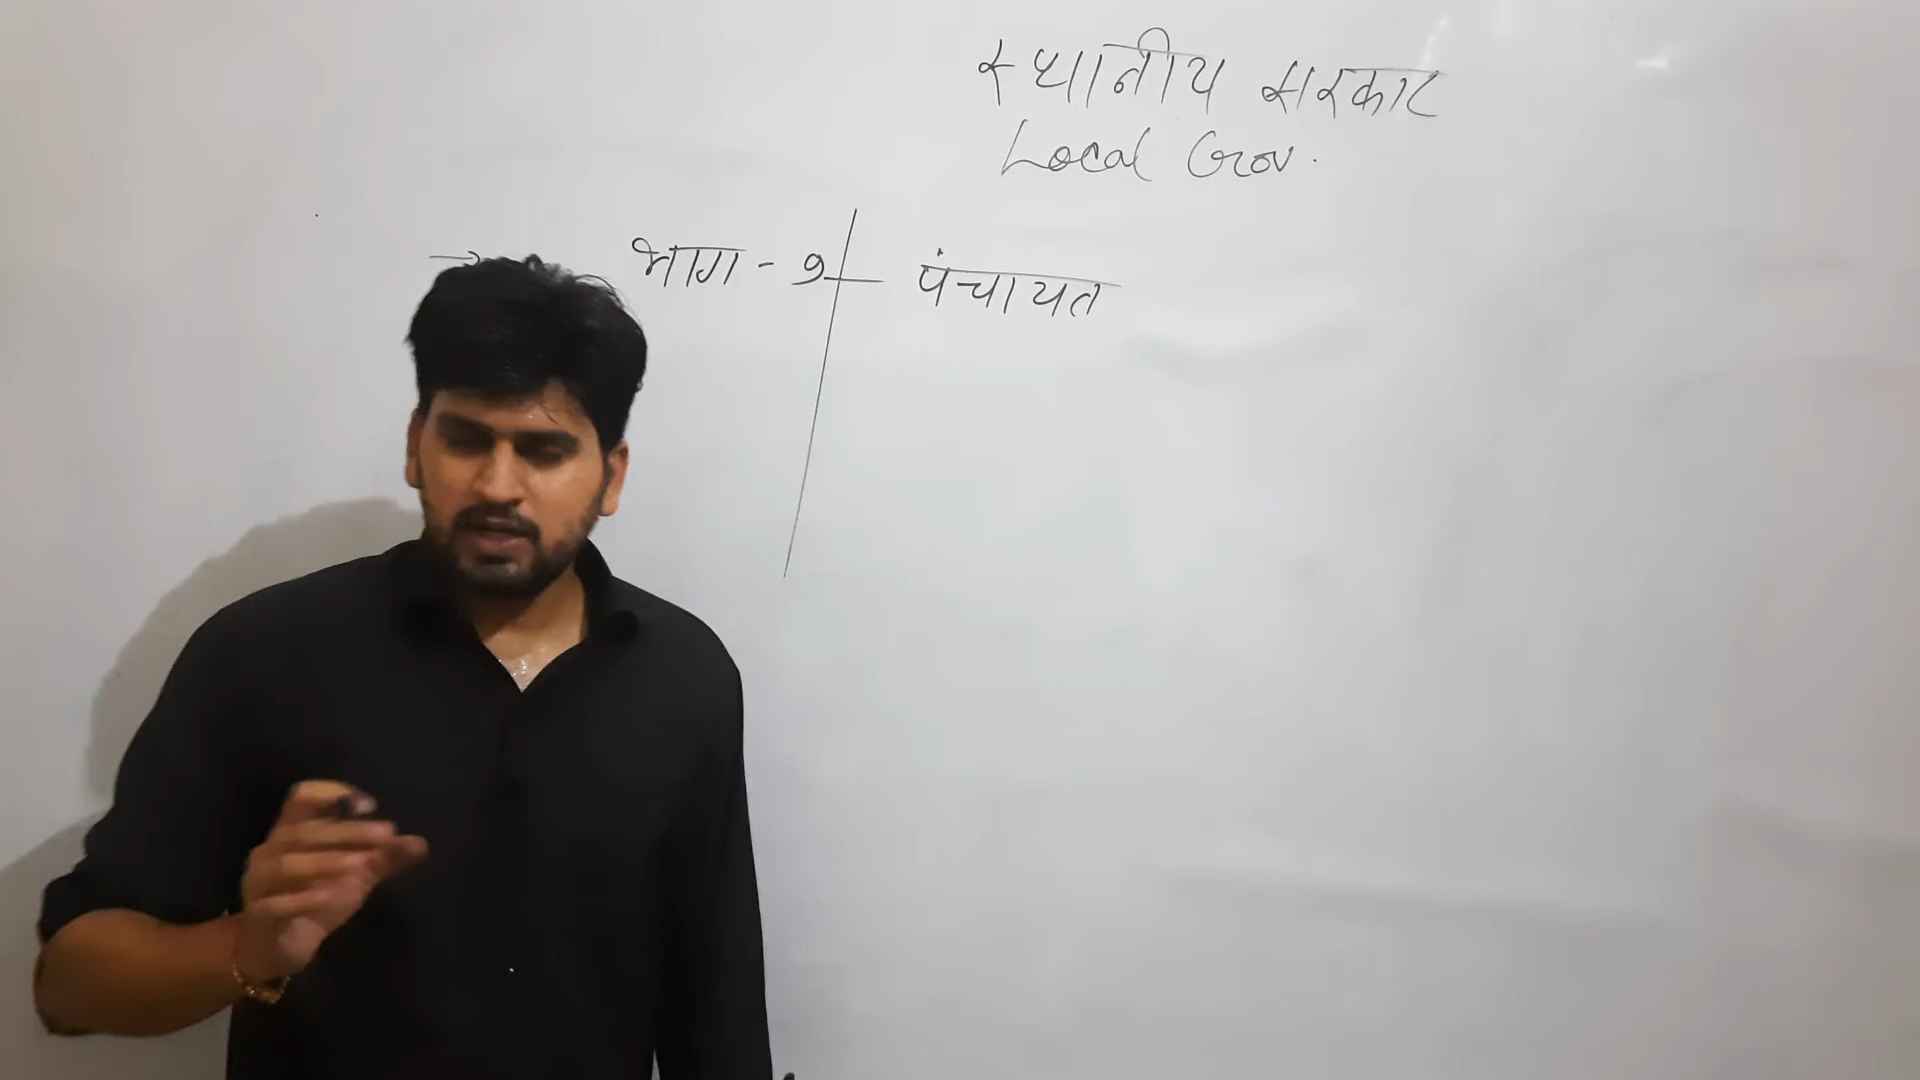 स्थानीय सरकार
Local Gov.
→ भाग - 9 पंचायत